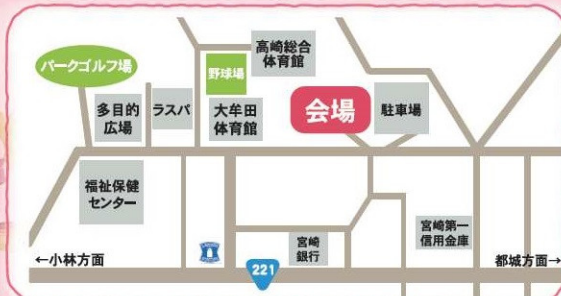 パークゴルフ場
多目的
広場
ラスパ
野球場
高崎総合
体育館
大牟田
体育館
会場
駐車場
福祉保健
センター
宮崎
銀行
宮崎第一
信用金庫
←小林方面
221
都城方面→